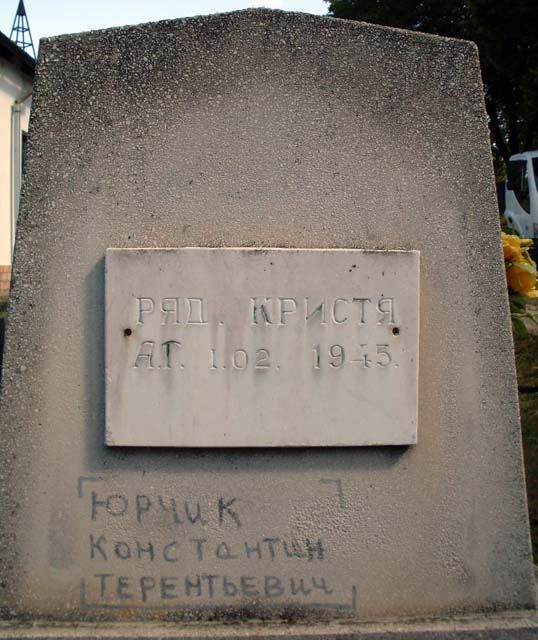 РЯД. КРИСТЯ
А.Г. 1.02. 1945.
ЮРЧИК
КОНСТАНТИН
ТЕРЕНТЬЕВИЧ